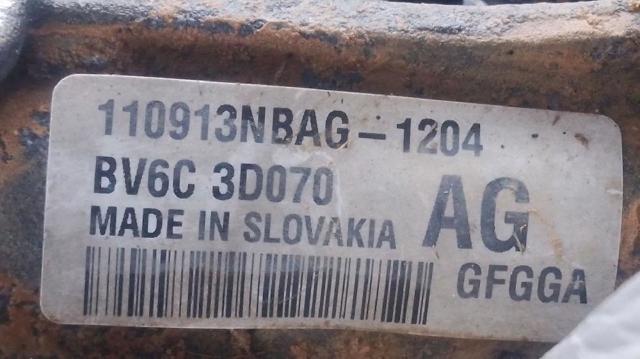 110913NBAG-1204
BV6C 3D070
AG
MADE IN SLOVAKIA
GFGGA